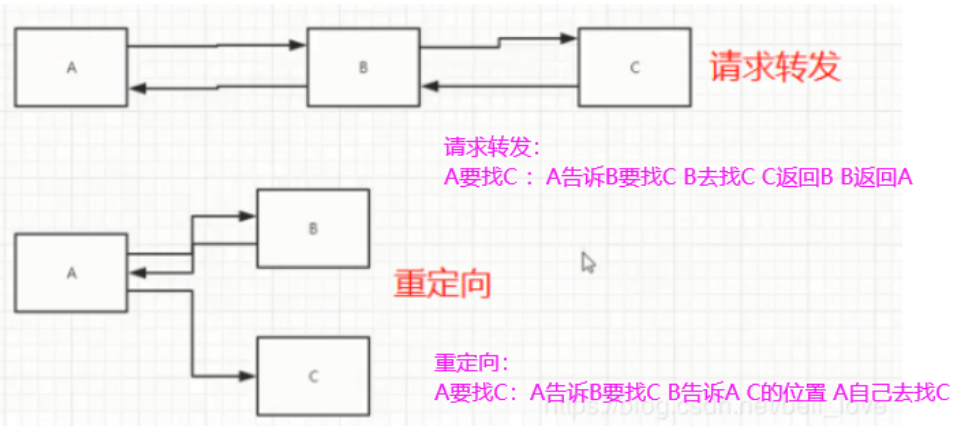 A
B
C
请求转发
请求转发：
A要找C ：A告诉B要找C B去找C C返回B B返回A
B
A
重定向
C
重定向：
A要找C：A告诉B要找C B告诉A C的位置 A自己去找C
https://blog.csdn.net/beli_love